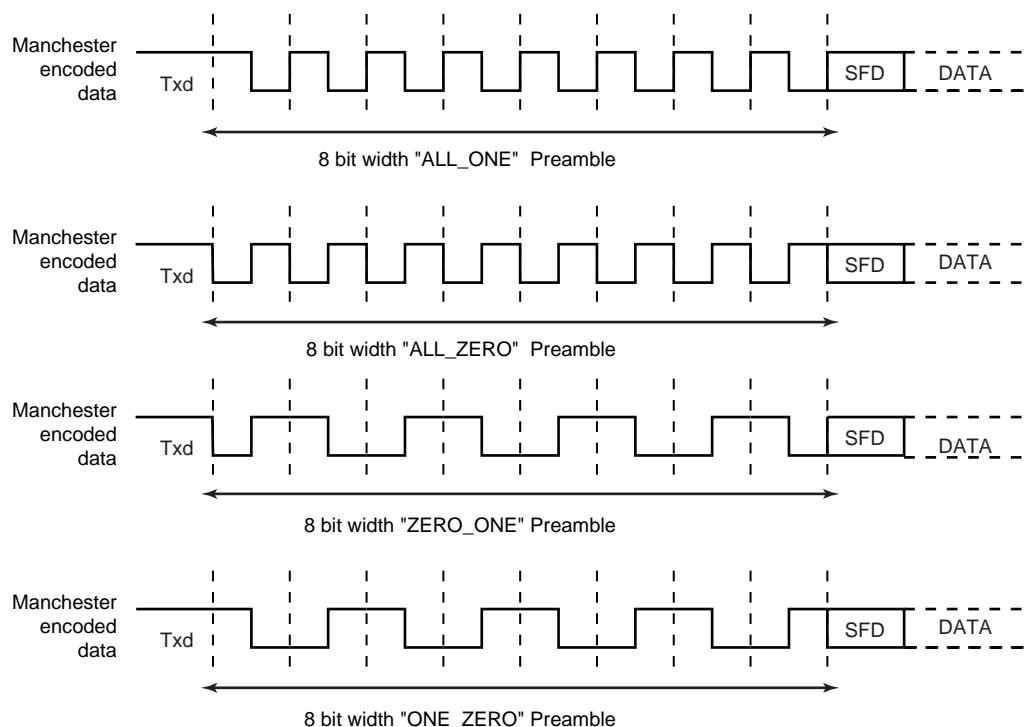 Manchester
encoded
data
Txd
SFD
DATA
8 bit width "ALL_ONE" Preamble
Manchester
encoded
data
Txd
SFD
DATA
8 bit width "ALL_ZERO" Preamble
Manchester
encoded
data
Txd
SFD
DATA
8 bit width "ZERO_ONE" Preamble
Manchester
encoded
data
Txd
SFD
DATA
8 bit width "ONE_ZERO" Preamble